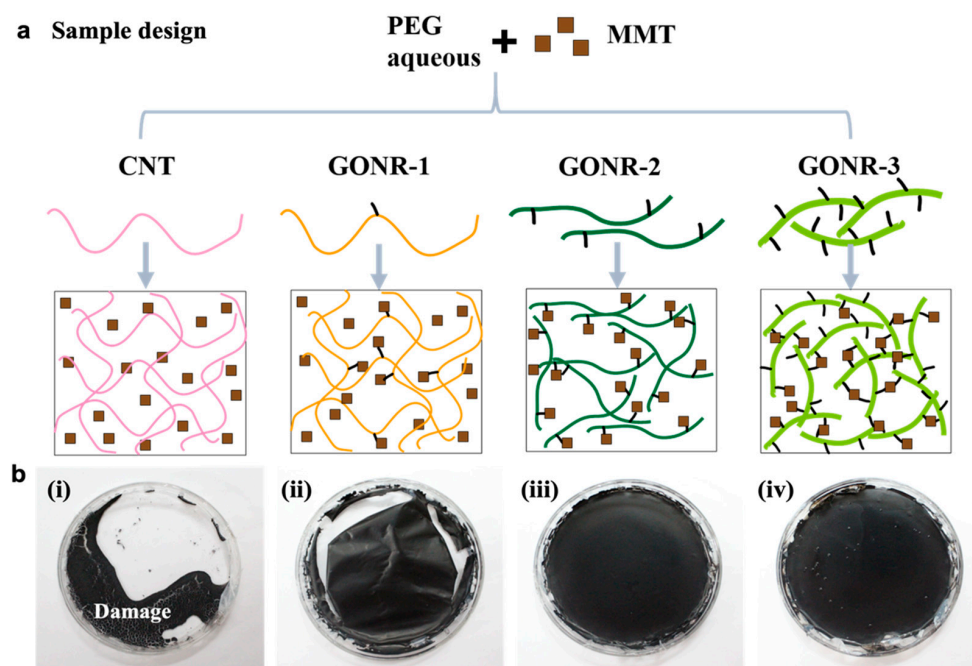 a Sample design
PEG
aqueous
+
MMT
CNT
GONR-1
GONR-2
GONR-3
b
(i)
(ii)
(iii)
(iv)
Damage